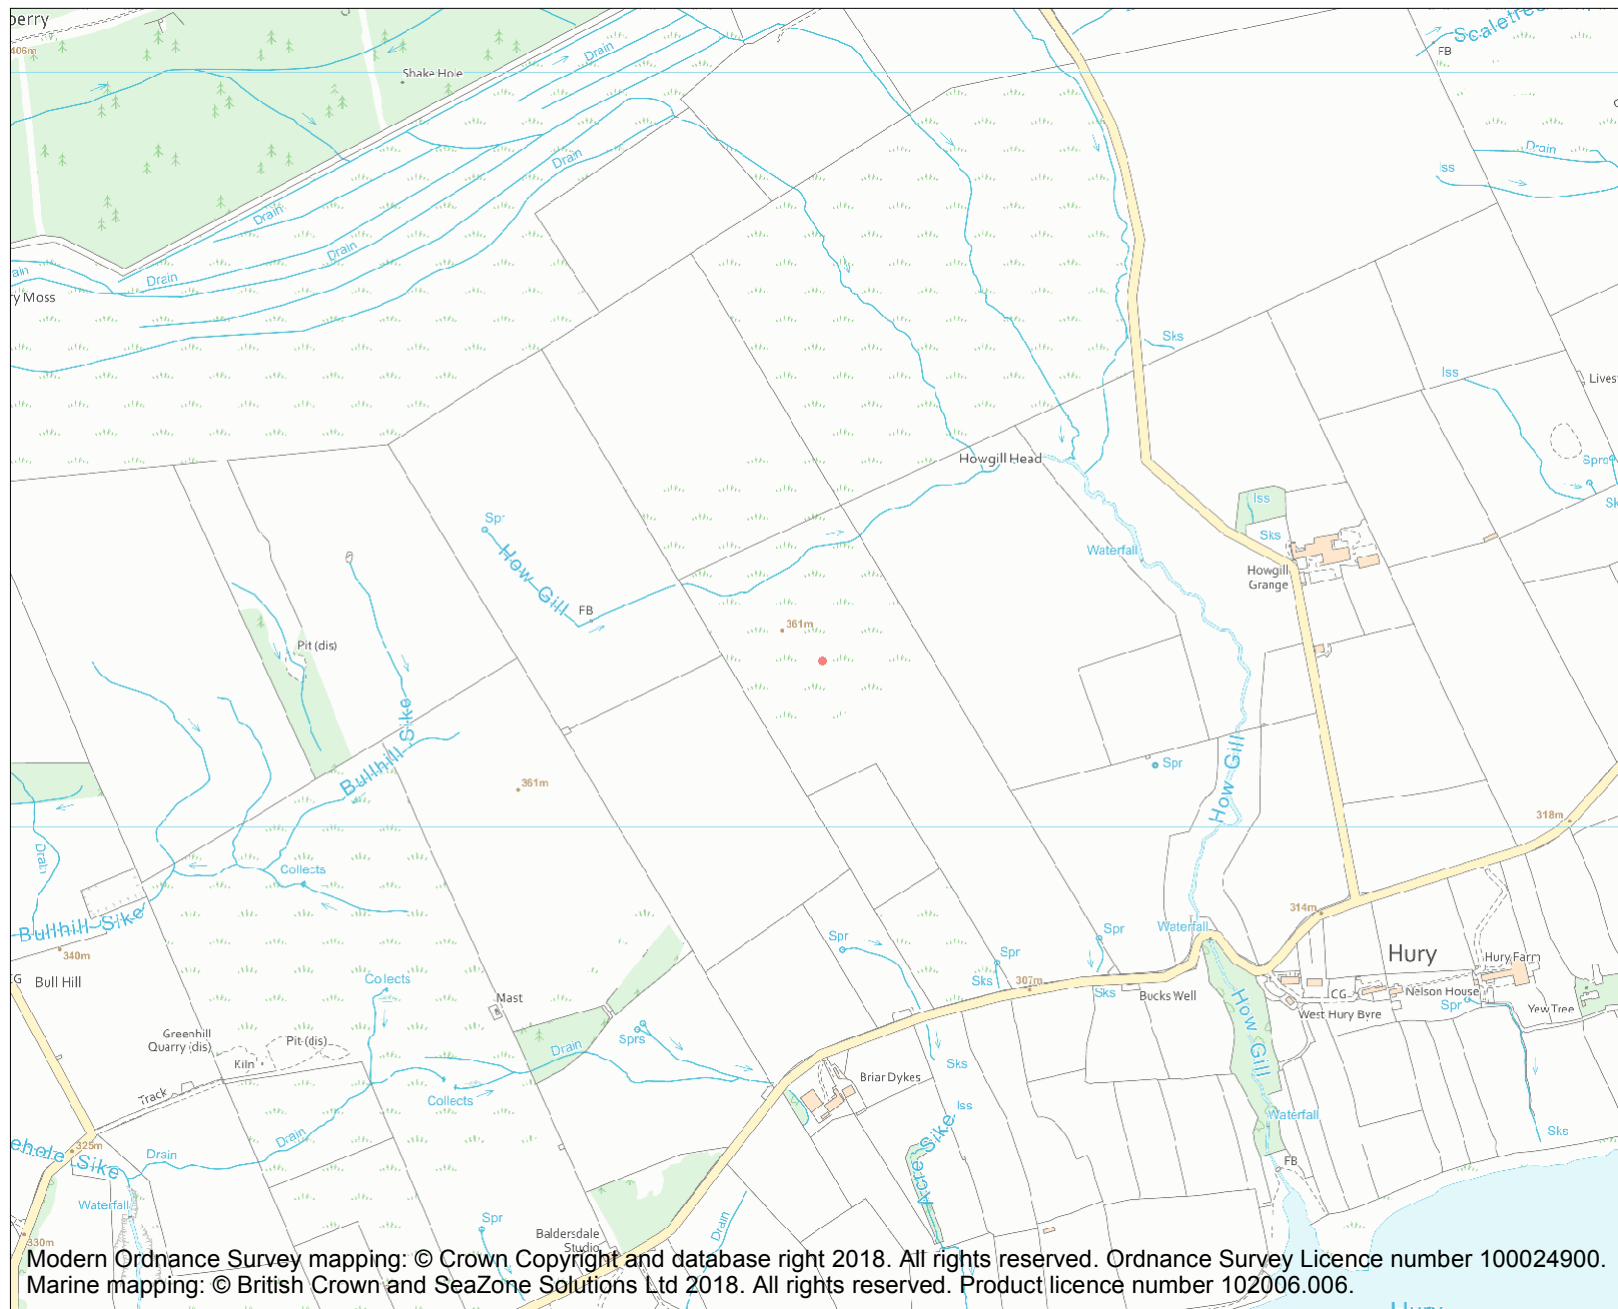 perry
406m
Shake Hole
Drain
Drain
Drain
Drain
Drain
ain
y Moss
FB
Iss
Drain
Sks
Iss
Howgill Head
Spr
How Gill
FB
Waterfall
Iss
Sks
Howgill
Grange
361m
Pit (dis)
Bullhill Sike
361m
Spr
How Gill
318m
Drain
Collects
Bullhill Sike
340m
Bull Hill
Collects
Mast
Greenhill
Quarry (dis)
Pit (dis)
Kiln
Track
Spr
Spr
Sks
Spr
Sks
307m
Waterfall
314m
Hury
Hury Farm
Bucks Well
CG
Nelson House
Spr
West Hury Byre
Yew Tree
How Gill
Sprs
Drain
Collects
Briar Dykes
Sks
Iss
Acre Sike
Waterfall
Sks
FB
325m
ehole Sike
Drain
Drain
Waterfall
330m
Spr
Drain
Baldersdale
Studio
Modern Ordnance Survey mapping: © Crown Copyright and database right 2018. All rights reserved. Ordnance Survey Licence number 100024900.
Marine mapping: © British Crown and SeaZone Solutions Ltd 2018. All rights reserved. Product licence number 102006.006.
Hury